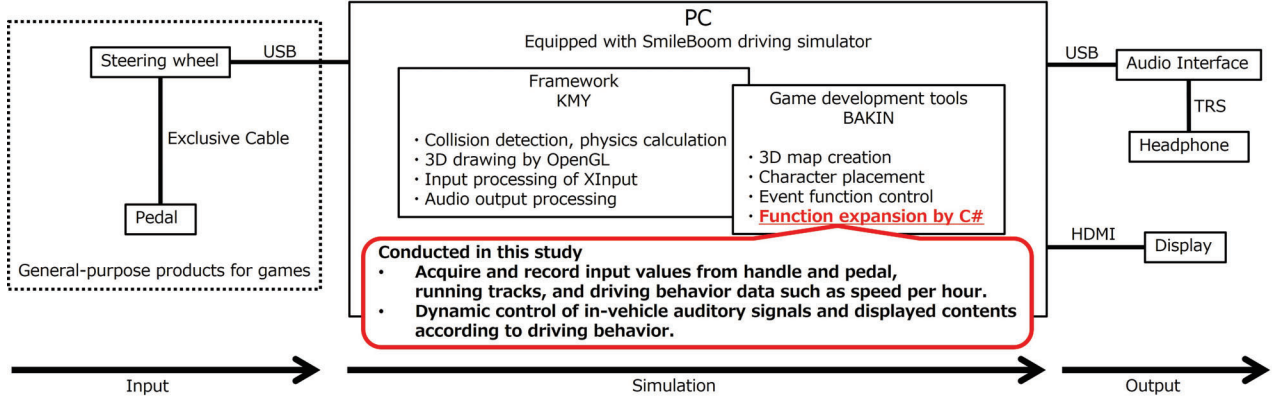 Steering wheel
USB
Exclusive Cable
Pedal
General-purpose products for games
PC
Equipped with SmileBoom driving simulator
Framework
KMY
・Collision detection, physics calculation
・3D drawing by OpenGL
・Input processing of XInput
・Audio output processing
Game development tools
BAKIN
・3D map creation
・Character placement
・Event function control
・Function expansion by C#
Conducted in this study
• Acquire and record input values from handle and pedal,
running tracks, and driving behavior data such as speed per hour.
• Dynamic control of in-vehicle auditory signals and displayed contents
according to driving behavior.
USB
Audio Interface
TRS
Headphone
HDMI
Display
Input
Simulation
Output